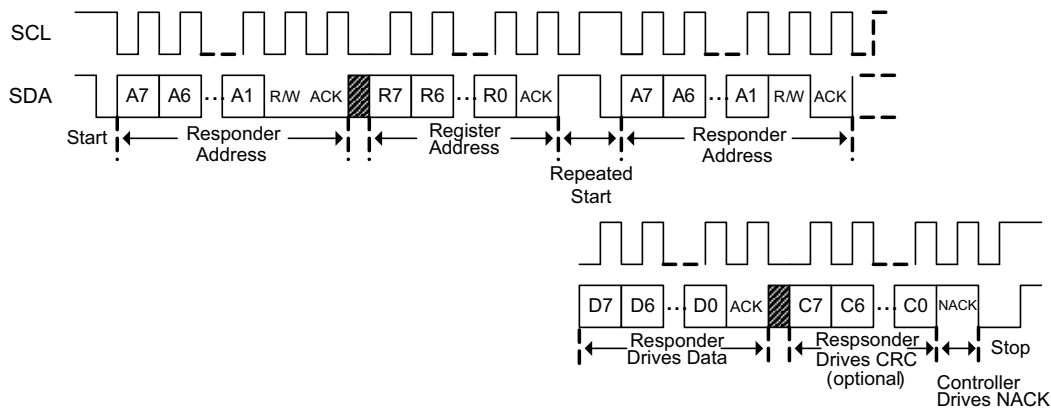 SCL
SDA
A7 A6 ... A1 R/W ACK R7 R6 ... R0 ACK A7 A6 ... A1 R/W ACK
Start
Responder
Address
Register
Address
Repeated
Start
Responder
Address
D7 D6 ... D0 ACK C7 C6 ... C0 NACK
Responder
Drives Data
Respsonder
Drives CRC
(optional)
Controller
Drives NACK
Stop